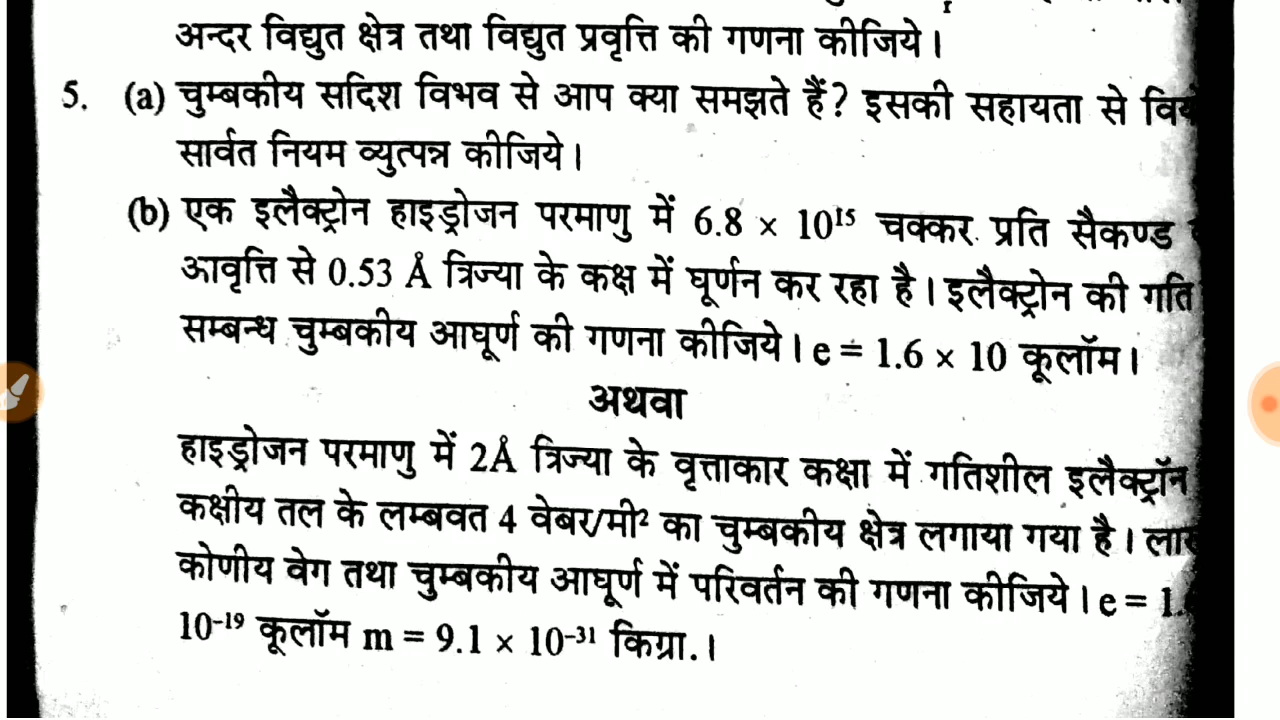 अन्दर विद्युत क्षेत्र तथा विद्युत प्रवृत्ति की गणना कीजिये।
5. (a) चुम्बकीय सदिश विभव से आप क्या समझते हैं? इसकी सहायता से
सार्वत नियम व्युत्पन्न कीजिये।
(b) एक इलैक्ट्रोन हाइड्रोजन परमाणु में 6.8 × 10¹⁵ चक्कर प्रति सैकण्ड
आवृत्ति से 0.53 Å त्रिज्या के कक्ष में घूर्णन कर रहा है। इलैक्ट्रोन की गति
सम्बन्ध चुम्बकीय आघूर्ण की गणना कीजिये। e = 1.6 × 10 कूलॉम।
अथवा
हाइड्रोजन परमाणु में 2Å त्रिज्या के वृत्ताकार कक्षा में गतिशील इलैक्ट्रॉन
कक्षीय तल के लम्बवत 4 वेबर/मी² का चुम्बकीय क्षेत्र लगाया गया है।
कोणीय वेग तथा चुम्बकीय आघूर्ण में परिवर्तन की गणना कीजिये। e = 1.
10⁻¹⁹ कूलॉम m = 9.1 × 10⁻³¹ किग्रा.।